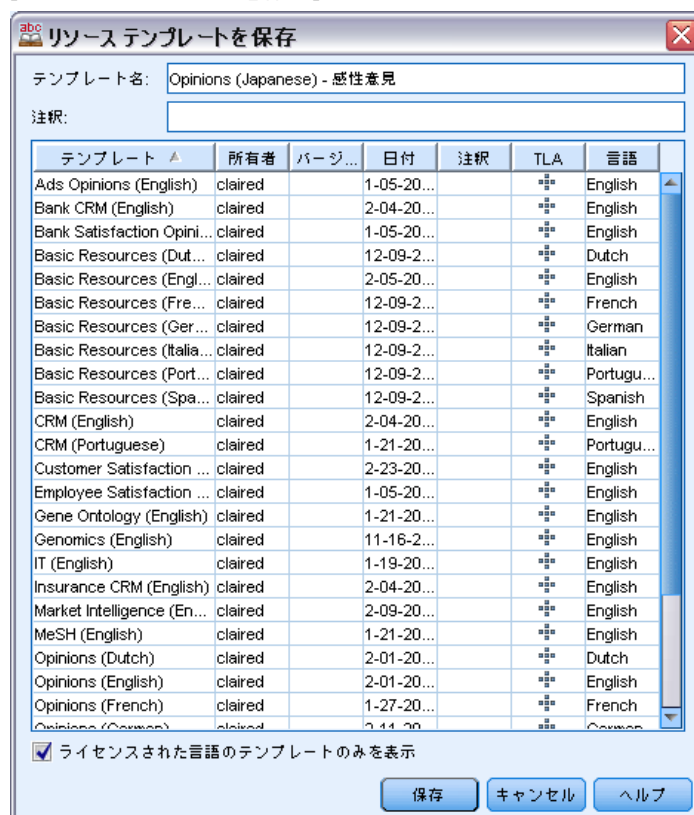 abc リソース テンプレートを保存
テンプレート名: Opinions (Japanese) - 感性意見
注釈:
テンプレート 所有者 バージ... 日付 注釈 TLA 言語
Ads Opinions (English) claired 1-05-20... English
Bank CRM (English) claired 2-04-20... English
Bank Satisfaction Opini... claired 1-05-20... English
Basic Resources (Dut... claired 12-09-2... Dutch
Basic Resources (Engl... claired 2-05-20... English
Basic Resources (Fre... claired 12-09-2... French
Basic Resources (Ger... claired 12-09-2... German
Basic Resources (Italia... claired 12-09-2... Italian
Basic Resources (Port... claired 12-09-2... Portugu...
Basic Resources (Spa... claired 12-09-2... Spanish
CRM (English) claired 2-04-20... English
CRM (Portuguese) claired 1-21-20... Portugu...
Customer Satisfaction ... claired 2-23-20... English
Employee Satisfaction ... claired 1-05-20... English
Gene Ontology (English) claired 1-21-20... English
Genomics (English) claired 11-16-2... English
IT (English) claired 1-19-20... English
Insurance CRM (English) claired 2-04-20... English
Market Intelligence (En... claired 2-09-20... English
MeSH (English) claired 1-21-20... English
Opinions (Dutch) claired 2-01-20... Dutch
Opinions (English) claired 2-01-20... English
Opinions (French) claired 1-27-20... French
Opinions (German) claired 2-11-20... German
ライセンスされた言語のテンプレートのみを表示
保存 キャンセル ヘルプ